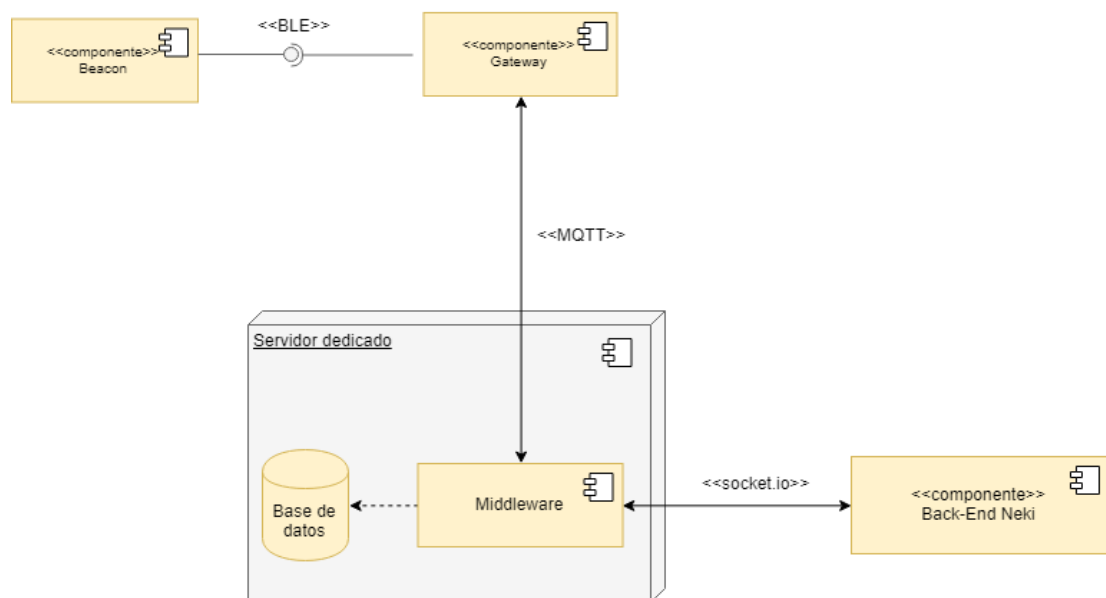 <<BLE>>
<<componente>>
Beacon
<<componente>>
Gateway
<<MQTT>>
Servidor dedicado
Base de
datos
Middleware
<<socket.io>>
<<componente>>
Back-End Neki